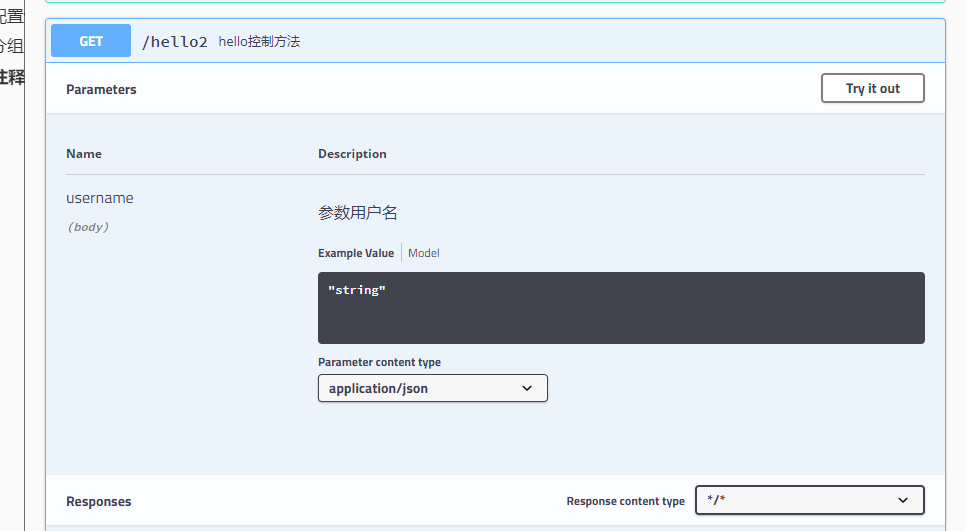 配置
分组
注释
GET /hello2 hello控制方法
Parameters Try it out
Name Description
username
(body)
参数用户名
Example Value Model
"string"
Parameter content type
application/json
Responses Response content type */*